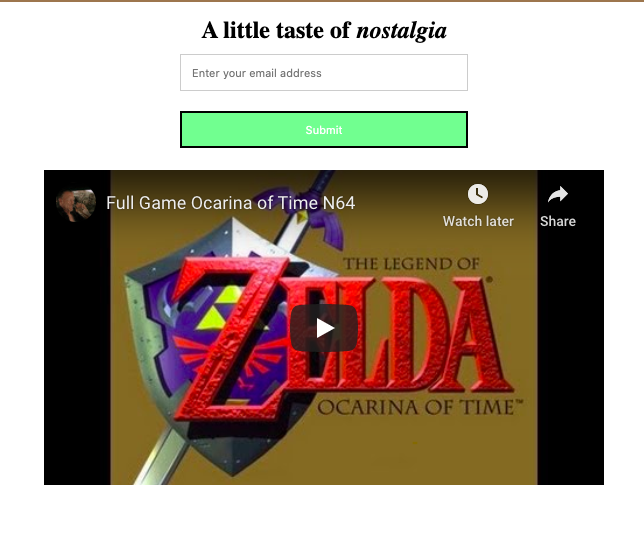 A little taste of nostalgia
Enter your email address
Submit
Full Game Ocarina of Time N64
Watch later
Share
THE LEGEND OF
ZELDA®
OCARINA OF TIME™